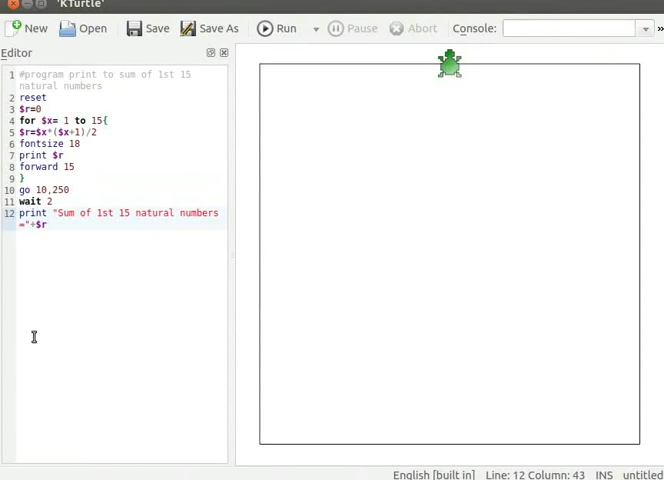 'KTurtle'
New Open Save Save As Run Pause Abort Console: »
Editor
1 #program print to sum of 1st 15
natural numbers
2 reset
3 $r=0
4 for $x= 1 to 15{
5 $r=$x*($x+1)/2
6 fontsize 18
7 print $r
8 forward 15
9 }
10 go 10,250
11 wait 2
12 print "Sum of 1st 15 natural numbers
="+$r
English [built in] Line: 12 Column: 43 INS untitled